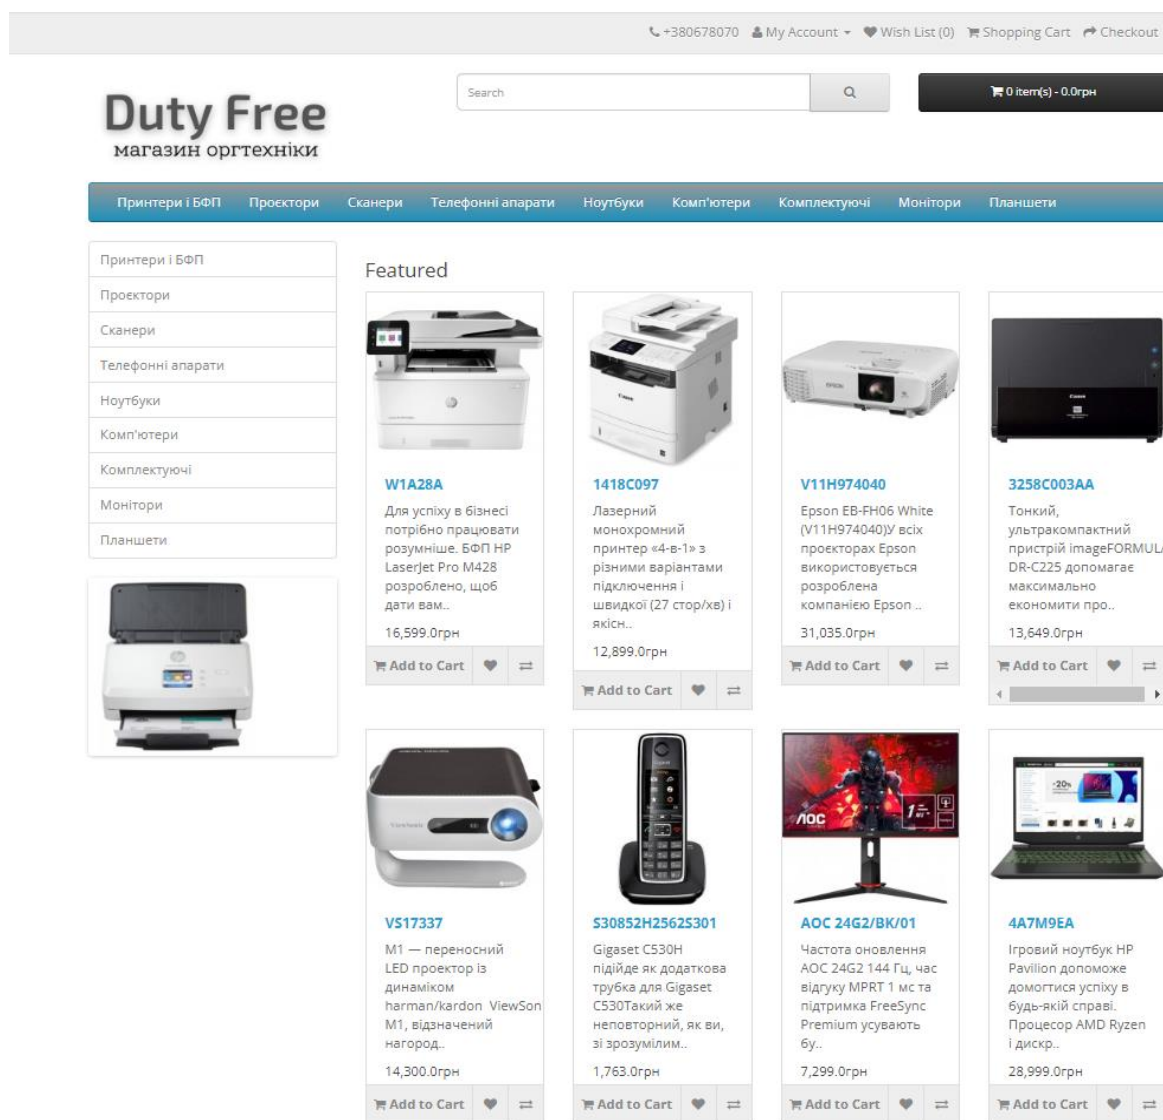 +380678070 My Account Wish List (0) Shopping Cart Checkout
Search
0 item(s) - 0.0грн
Duty Free
магазин оргтехніки
Принтери і БФП Проєктори Сканери Телефонні апарати Ноутбуки Комп'ютери Комплектуючі Монітори Планшети
Принтери і БФП
Проєктори
Сканери
Телефонні апарати
Ноутбуки
Комп'ютери
Комплектуючі
Монітори
Планшети
Featured
W1A28A
Для успіху в бізнесі
потрібно працювати
розумніше. БФП HP
LaserJet Pro M428
розроблено, щоб
дати вам..
16,599.0грн
Add to Cart
1418C097
Лазерний
монохромний
принтер «4-в-1» з
різними варіантами
підключення і
швидкої (27 стор/хв) і
якісн..
12,899.0грн
Add to Cart
EPSON
V11H974040
Epson EB-FH06 White
(V11H974040)У всіх
проекторах Epson
використовується
розроблена
компанією Epson ..
31,035.0грн
Add to Cart
Canon
3258C003AA
Тонкий,
ультракомпактний
пристрій imageFORMULA
DR-C225 допомагає
максимально
економити про..
13,649.0грн
Add to Cart
ViewSonic
VS17337
M1 — переносний
LED проектор із
динаміком
harman/kardon ViewSon
M1, відзначений
нагород..
14,300.0грн
Add to Cart
S30852H2562S301
Gigaset C530H
підійде як додаткова
трубка для Gigaset
C530Такий же
неповторний, як ви,
зі зрозумілим..
1,763.0грн
Add to Cart
AOC
1
AOC 24G2/BK/01
Частота оновлення
AOC 24G2 144 Гц, час
відгуку MPRT 1 мс та
підтримка FreeSync
Premium усувають
бу..
7,299.0грн
Add to Cart
-20%
4A7M9EA
Ігровий ноутбук HP
Pavilion допоможе
домогтися успіху в
будь-якій справі.
Процесор AMD Ryzen
і дискр..
28,999.0грн
Add to Cart